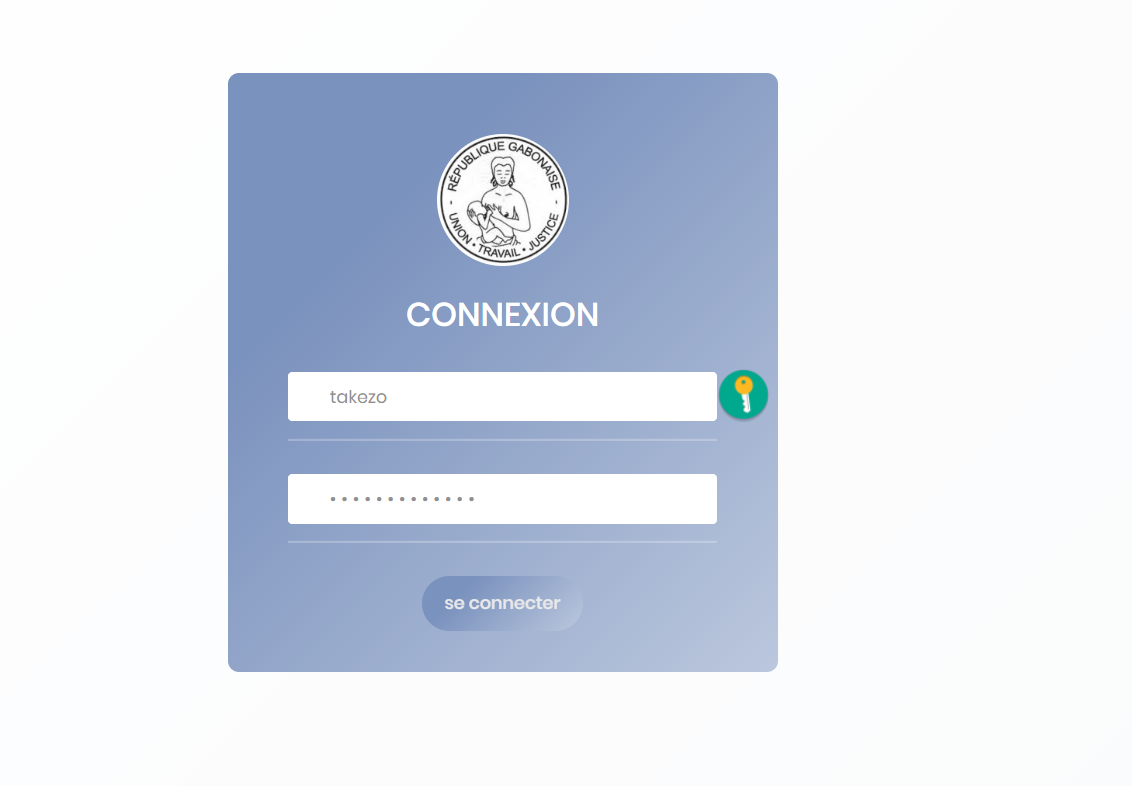 RÉPUBLIQUE GABONAISE
UNION • TRAVAIL • JUSTICE
CONNEXION
takezo
•••••••••••••
se connecter